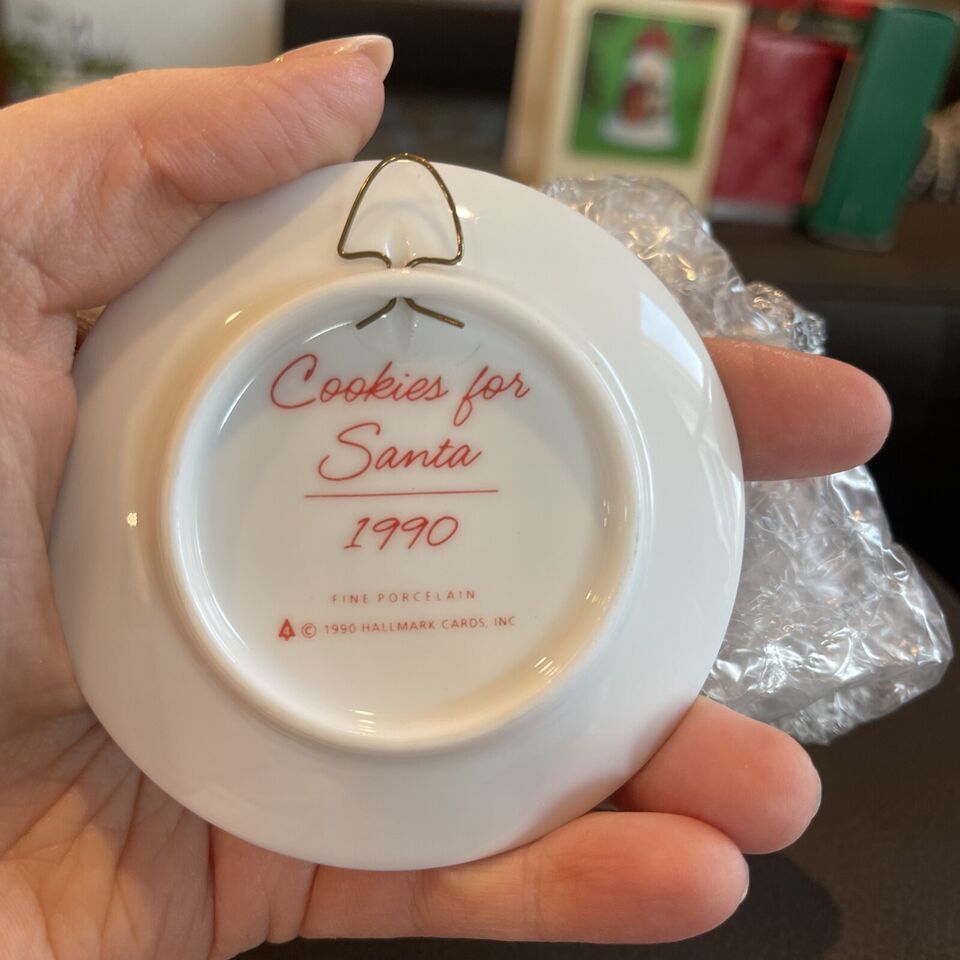 Cookies for
Santa
1990
FINE PORCELAIN
© 1990 HALLMARK CARDS, INC